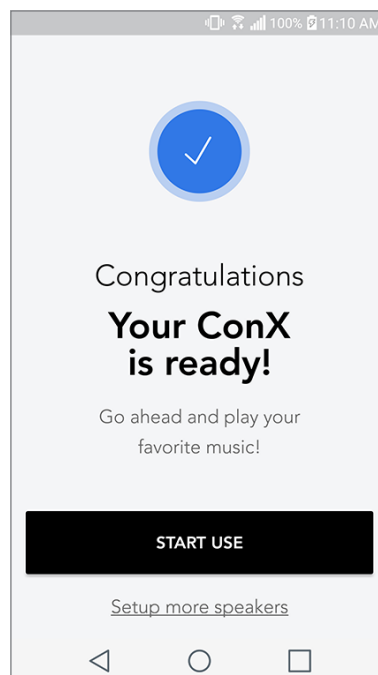 100% 11:10 AM
Congratulations
Your ConX
is ready!
Go ahead and play your
favorite music!
START USE
Setup more speakers